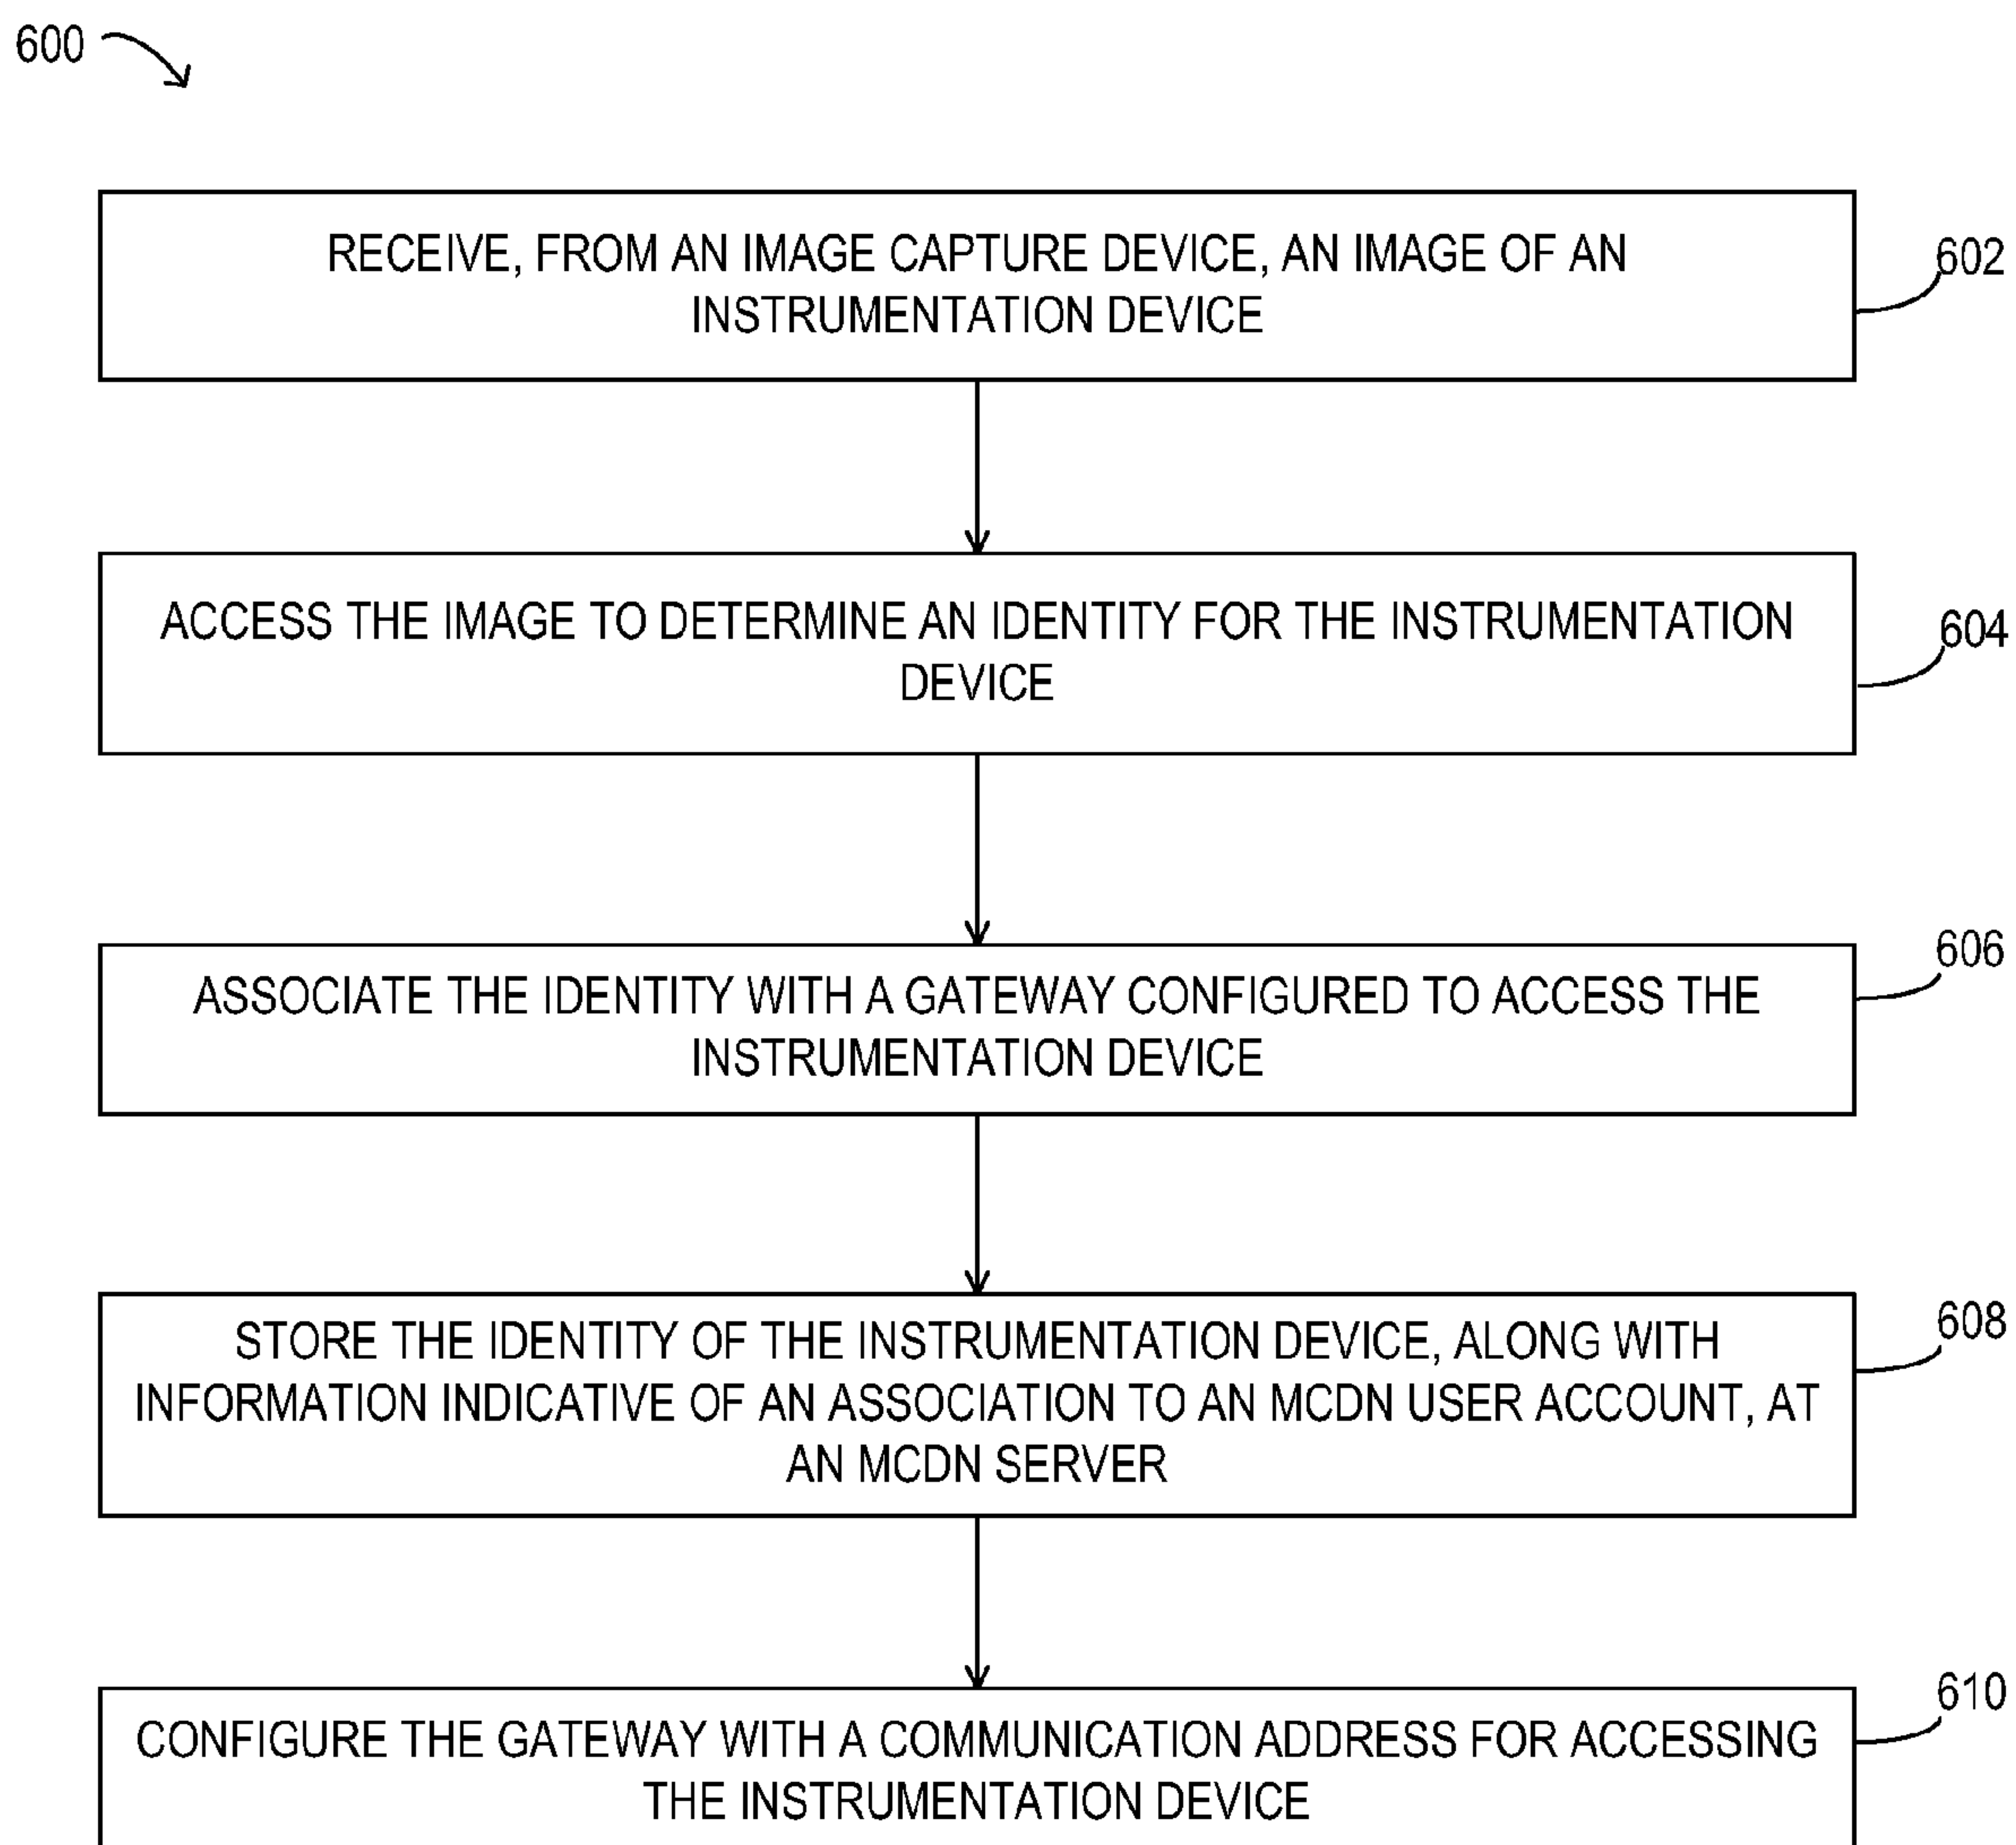 600
RECEIVE, FROM AN IMAGE CAPTURE DEVICE, AN IMAGE OF AN
INSTRUMENTATION DEVICE
602
ACCESS THE IMAGE TO DETERMINE AN IDENTITY FOR THE INSTRUMENTATION
DEVICE
604
ASSOCIATE THE IDENTITY WITH A GATEWAY CONFIGURED TO ACCESS THE
INSTRUMENTATION DEVICE
606
STORE THE IDENTITY OF THE INSTRUMENTATION DEVICE, ALONG WITH
INFORMATION INDICATIVE OF AN ASSOCIATION TO AN MCDN USER ACCOUNT, AT
AN MCDN SERVER
608
CONFIGURE THE GATEWAY WITH A COMMUNICATION ADDRESS FOR ACCESSING
THE INSTRUMENTATION DEVICE
610